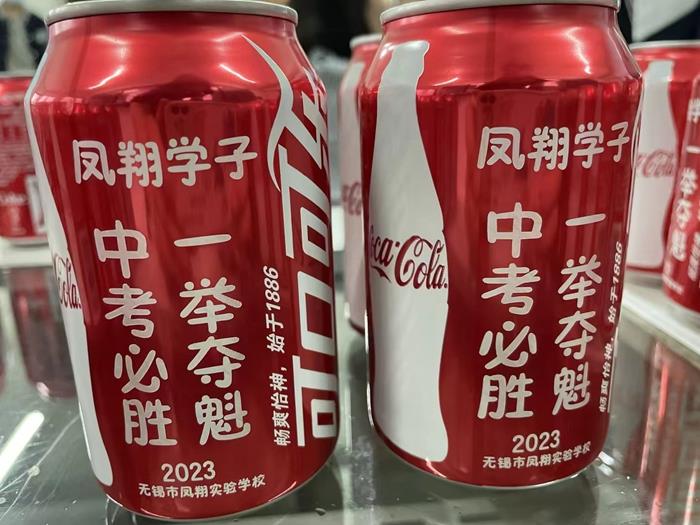 凤翔学子
中考必胜
一举夺魁
2023
无锡市凤翔实验学校
畅爽怡神，始于1886
可口可乐
凤翔学子
中考必胜
一举夺魁
2023
无锡市凤翔实验学校
畅爽怡神，始于1886
Coca-Cola
Coca-Cola